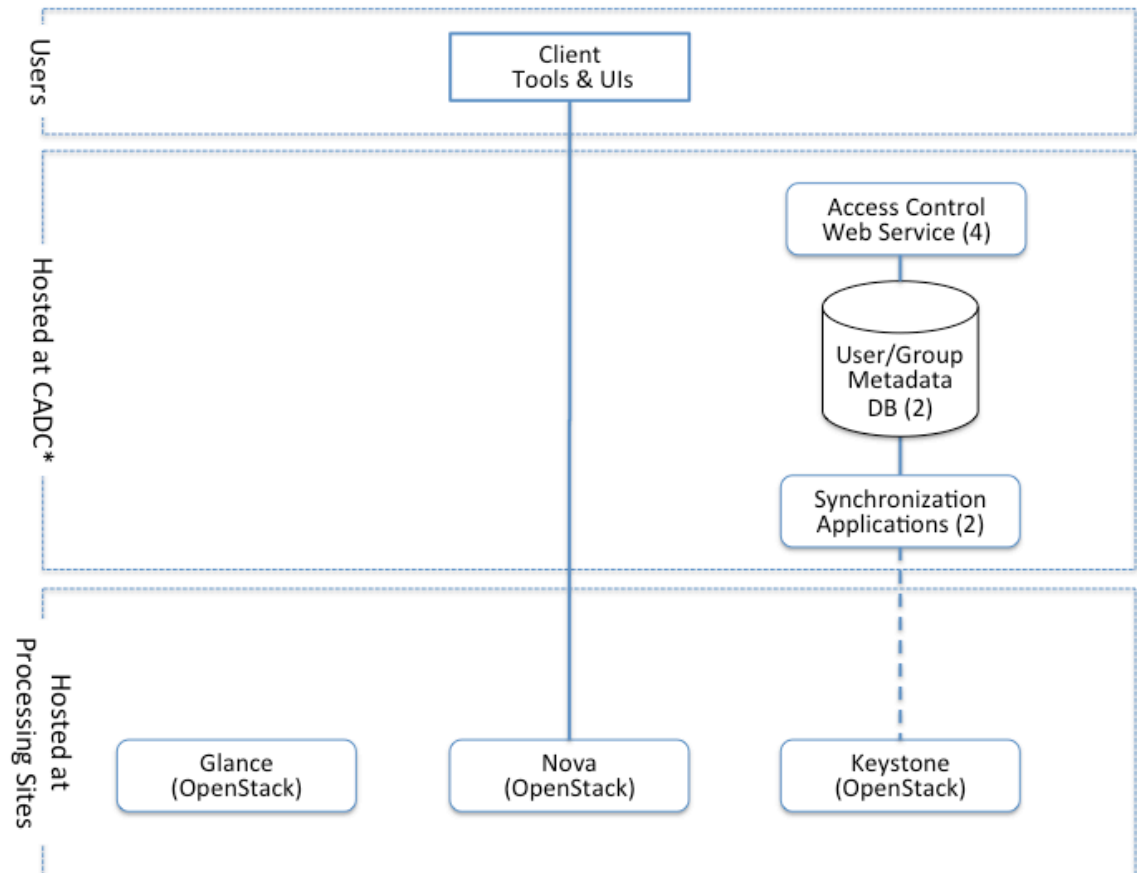 Users
Client
Tools & UIs
Hosted at CADC*
Access Control
Web Service (4)
User/Group
Metadata
DB (2)
Synchronization
Applications (2)
Hosted at
Processing Sites
Glance
(OpenStack)
Nova
(OpenStack)
Keystone
(OpenStack)